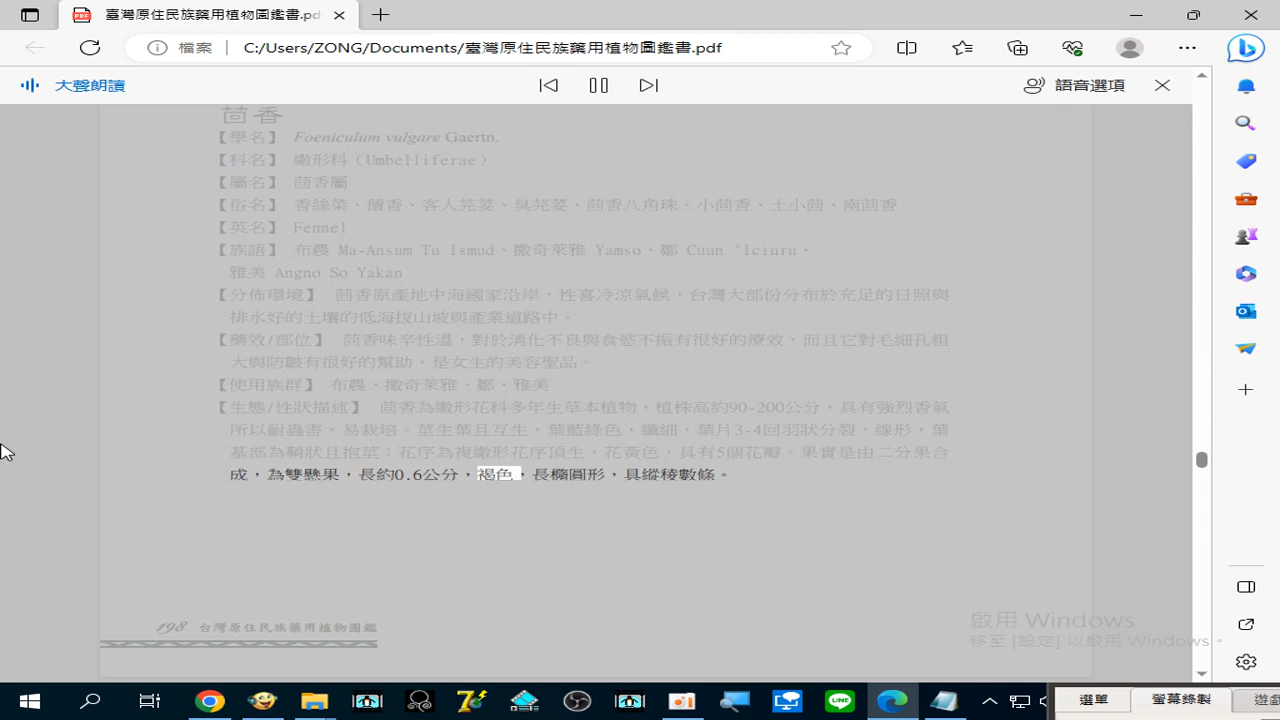 臺灣原住民族藥用植物圖鑑書.pd
檔案
C:/Users/ZONG/Documents/臺灣原住民族藥用植物圖鑑書.pdf
大聲朗讀
語音選項
茴香
【學名】 Foeniculum vulgare Gaertn.
【科名】 繖形科（Umbelliferae）
【屬名】 茴香屬
【俗名】 香絲菜、蘹香、客人芫荽、臭芫荽、茴香八角珠、小茴香、土小茴、南茴香
【英名】 Fennel
【族語】 布農 Ma-Ansum Tu Ismud、撒奇萊雅 Yamso、鄒 Cuun 'Iciuru、
雅美 Angno So Yakan
【分佈環境】 茴香原產地中海國家沿岸，性喜冷涼氣候，台灣大部份分布於充足的日照與
排水好的土壤的低海拔山坡與產業道路中。
【藥效/部位】 茴香味辛性溫，對於消化不良與食慾不振有很好的療效，而且它對毛細孔粗
大與防皺有很好的幫助，是女生的美容聖品。
【使用族群】 布農、撒奇萊雅、鄒、雅美
【生態/性狀描述】 茴香為繖形花科多年生草本植物，植株高約90-200公分，具有強烈香氣
所以耐蟲害，易栽培。莖生葉且互生，葉藍綠色，纖細，葉片3-4回羽狀分裂，線形，葉
基部為鞘狀且抱莖；花序為複繖形花序頂生，花黃色，具有5個花瓣。果實是由二分果合
成，為雙懸果，長約0.6公分，褐色，長橢圓形，具縱稜數條。
198 台灣原住民族藥用植物圖鑑
啟用 Windows
移至 [設定] 以啟用 Windows。
選單
螢幕錄製
遊戲